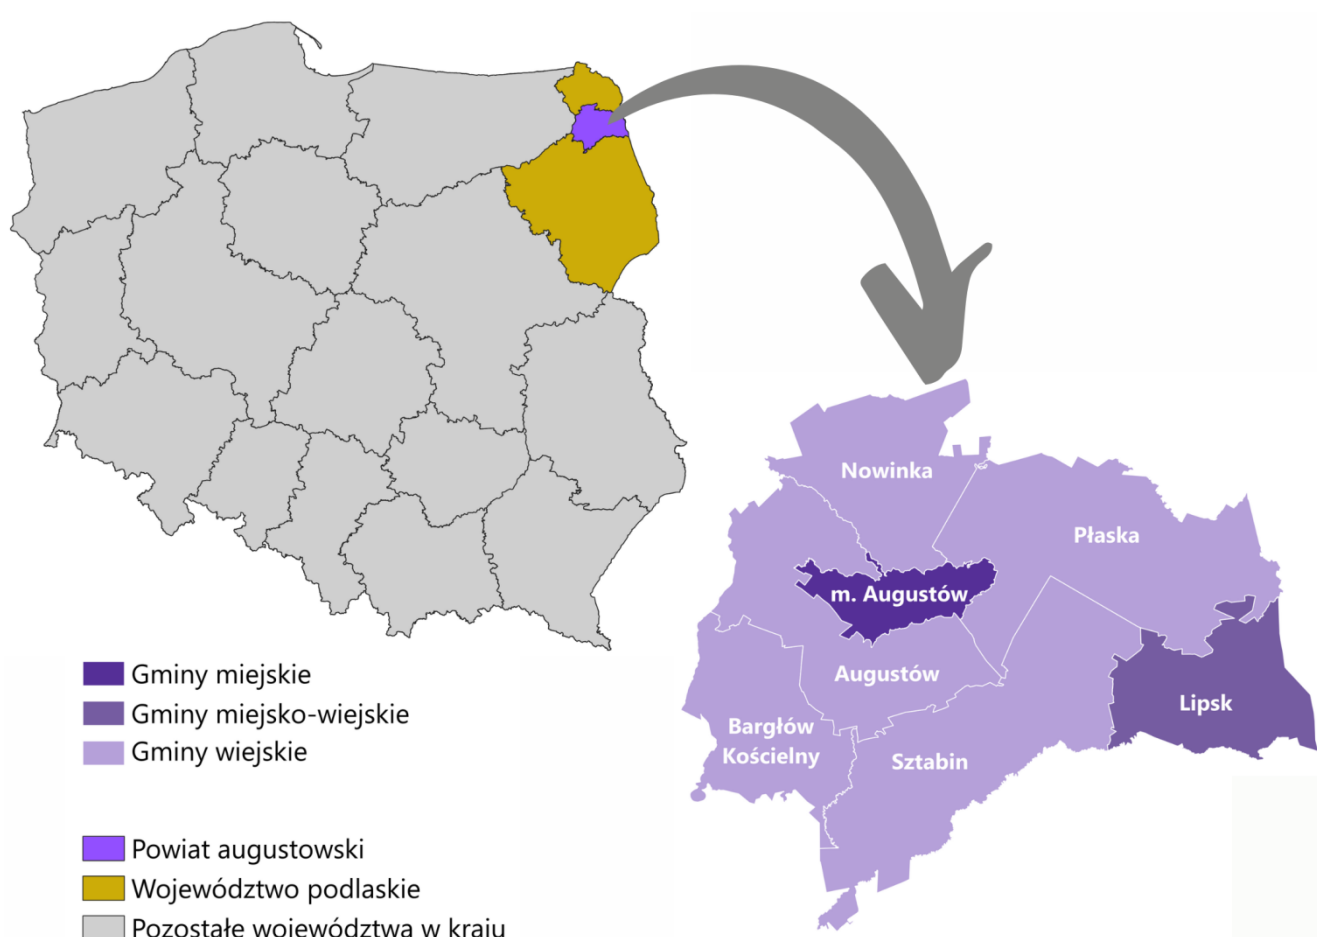 Nowinka
Płaska
m. Augustów
Augustów
Lipsk
Bargłów
Kościelny
Sztabin
Gminy miejskie
Gminy miejsko-wiejskie
Gminy wiejskie
Powiat augustowski
Województwo podlaskie
Pozostałe województwa w kraju